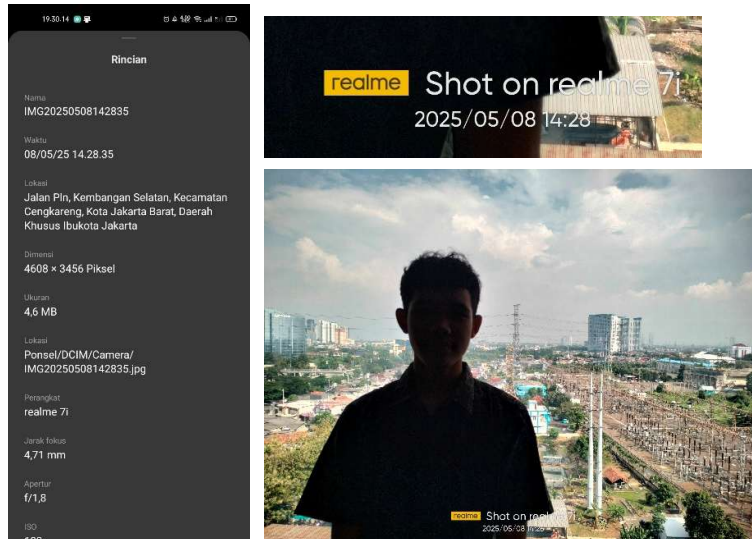 19.30.14
Rincian
Nama
IMG20250508142835
Waktu
08/05/25 14.28.35
Lokasi
Jalan Pln, Kembangan Selatan, Kecamatan
Cengkareng, Kota Jakarta Barat, Daerah
Khusus Ibukota Jakarta
Dimensi
4608 × 3456 Piksel
Ukuran
4,6 MB
Lokasi
Ponsel/DCIM/Camera/
IMG20250508142835.jpg
Perangkat
realme 7i
Jarak fokus
4,71 mm
Apertur
f/1,8
ISO
realme Shot on realme 7i
2025/05/08 14:28
realme Shot on realme 7i
2025/05/08 14:28